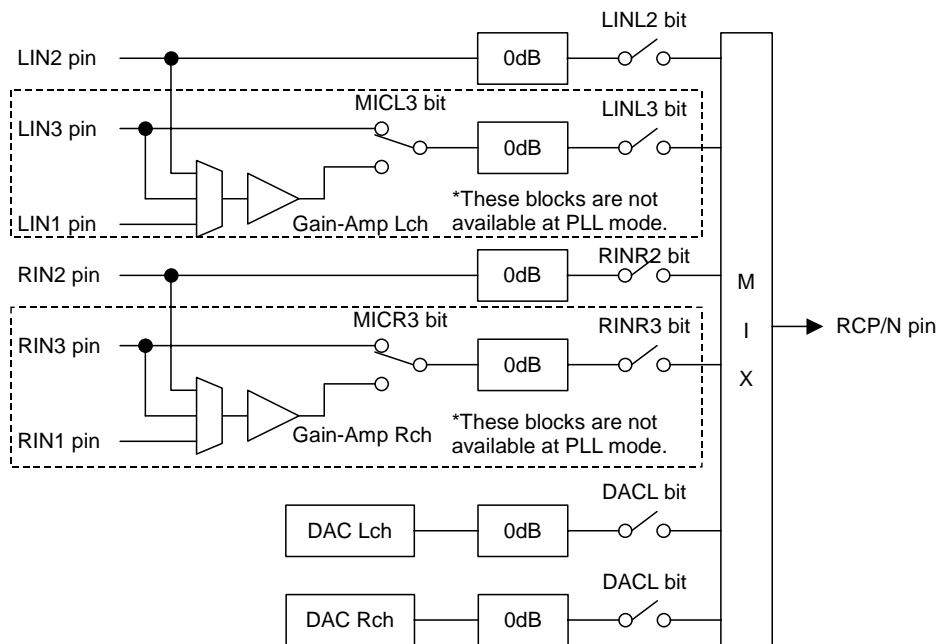 LINL2 bit
LIN2 pin
0dB
MICL3 bit
LINL3 bit
LIN3 pin
0dB
*These blocks are not
available at PLL mode.
Gain-Amp Lch
LIN1 pin
RINR2 bit
RIN2 pin
0dB
M
I
X
MICR3 bit
RINR3 bit
RCP/N pin
RIN3 pin
0dB
*These blocks are not
available at PLL mode.
Gain-Amp Rch
RIN1 pin
DACL bit
DAC Lch
0dB
DACL bit
DAC Rch
0dB